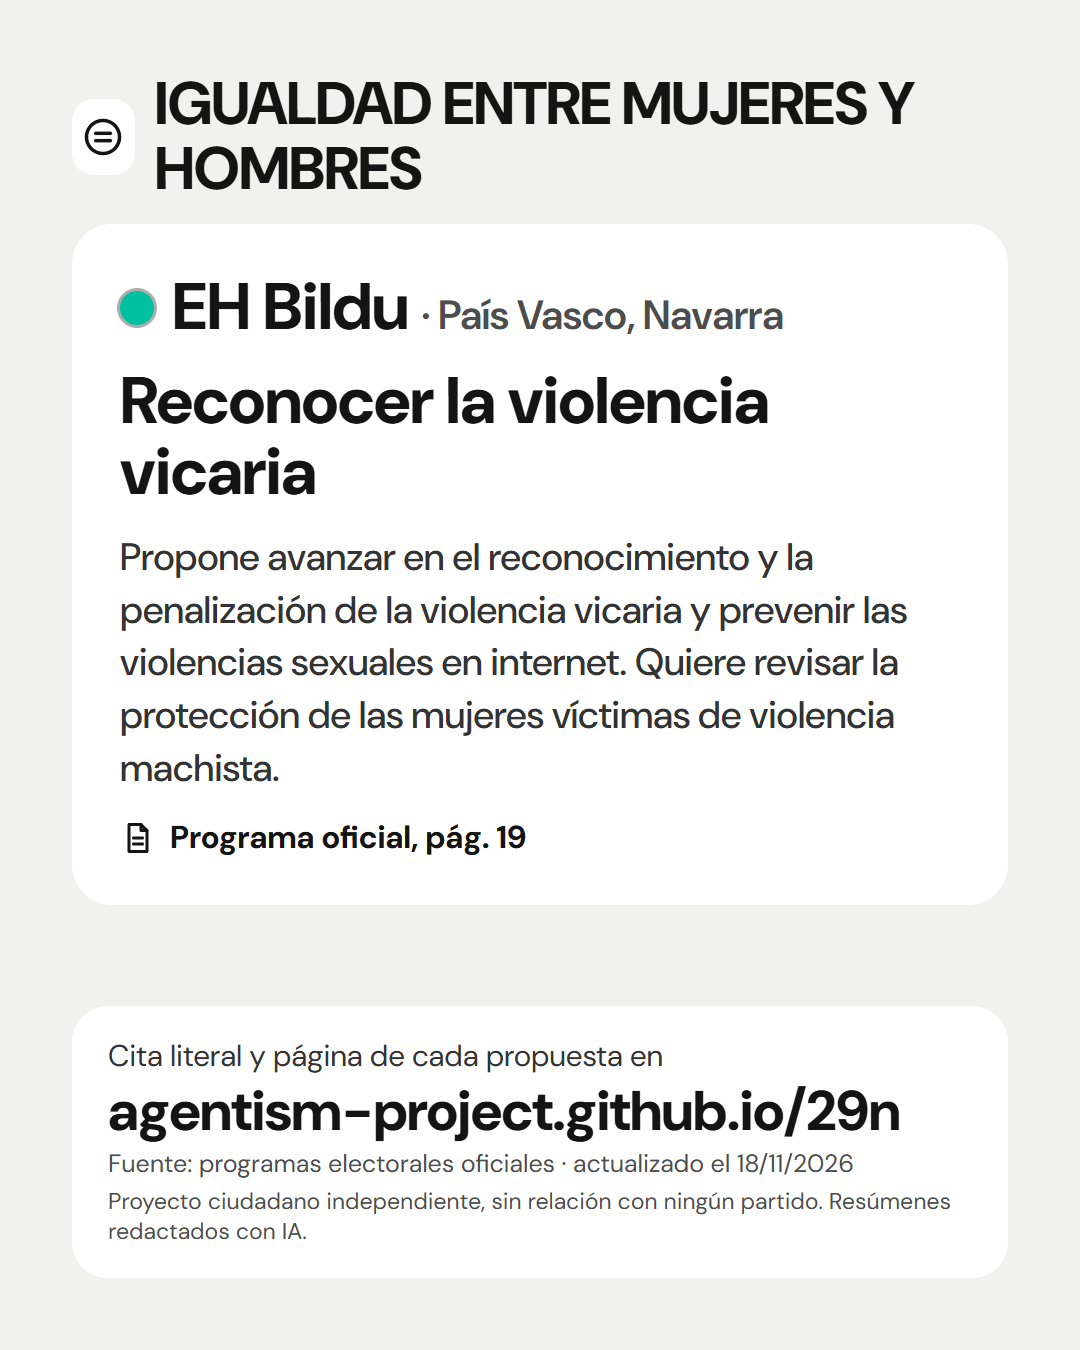 IGUALDAD ENTRE MUJERES Y
HOMBRES
EH Bildu · País Vasco, Navarra
Reconocer la violencia
vicaria
Propone avanzar en el reconocimiento y la
penalización de la violencia vicaria y prevenir las
violencias sexuales en internet. Quiere revisar la
protección de las mujeres víctimas de violencia
machista.
Programa oficial, pág. 19
Cita literal y página de cada propuesta en
agentism-project.github.io/29n
Fuente: programas electorales oficiales · actualizado el 18/11/2026
Proyecto ciudadano independiente, sin relación con ningún partido. Resúmenes
redactados con IA.